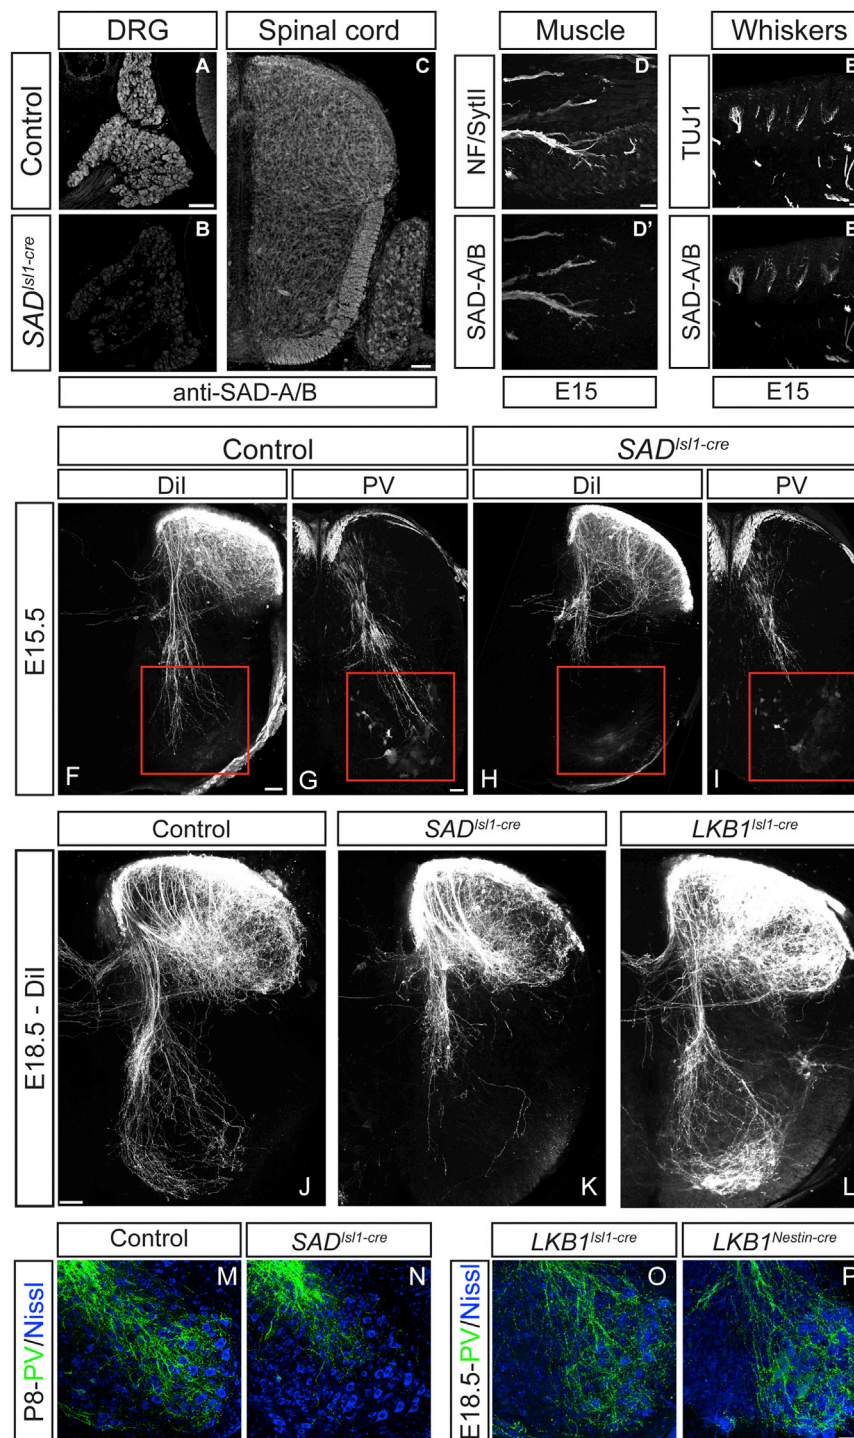 DRG
Spinal cord
Muscle
Whiskers
Control
SAD^Isl1-cre
A
B
C
NF/SytII
SAD-A/B
D
D'
TUJ1
SAD-A/B
E
E
anti-SAD-A/B
E15
E15
Control
SAD^Isl1-cre
DiI
PV
DiI
PV
E15.5
F
G
H
I
Control
SAD^Isl1-cre
LKB1^Isl1-cre
E18.5 - DiI
J
K
L
Control
SAD^Isl1-cre
LKB1^Isl1-cre
LKB1^Nestin-cre
P8-PV/Nissl
M
N
E18.5-PV/Nissl
O
P